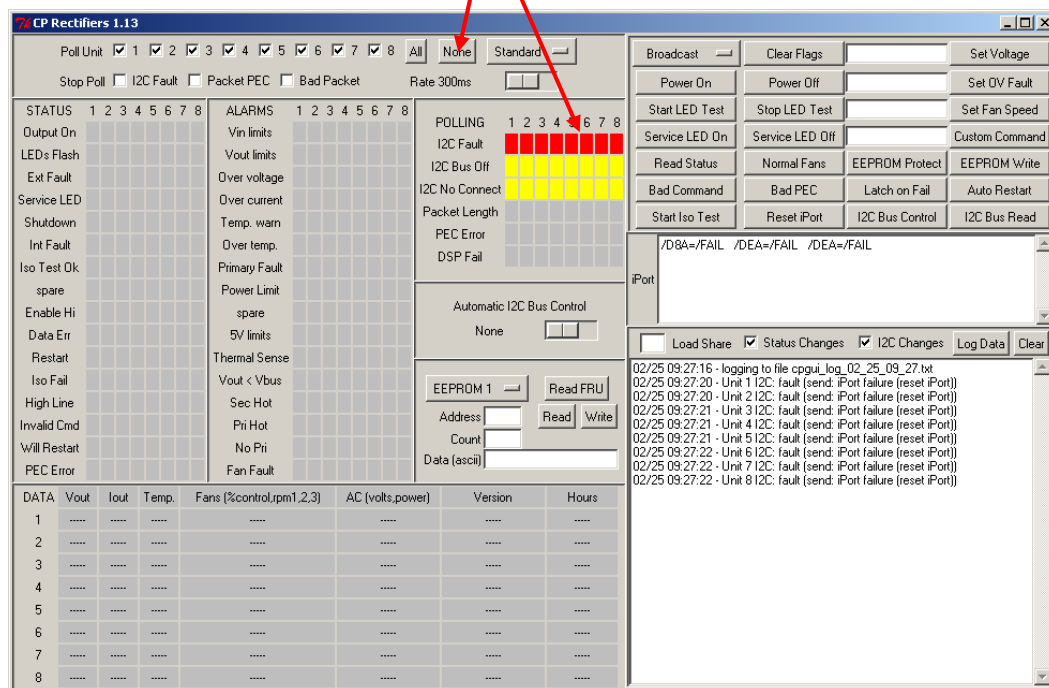 CP Rectifiers 1.13
Poll Unit 1 2 3 4 5 6 7 8 All None Standard
Stop Poll I2C Fault Packet PEC Bad Packet Rate 300ms
STATUS 1 2 3 4 5 6 7 8
Output On
LEDs Flash
Ext Fault
Service LED
Shutdown
Int Fault
Iso Test Ok
spare
Enable Hi
Data Err
Restart
Iso Fail
High Line
Invalid Cmd
Will Restart
PEC Error
ALARMS 1 2 3 4 5 6 7 8
Vin limits
Vout limits
Over voltage
Over current
Temp. warn
Over temp.
Primary Fault
Power Limit
spare
5V limits
Thermal Sense
Vout < Vbus
Sec Hot
Pri Hot
No Pri
Fan Fault
POLLING 1 2 3 4 5 6 7 8
I2C Fault
I2C Bus Off
I2C No Connect
Packet Length
PEC Error
DSP Fail
Automatic I2C Bus Control
None
EEPROM 1 Read FRU
Address Read Write
Count
Data (ascii)
DATA Vout Iout Temp. Fans (%control,rpm1,2,3) AC (volts,power) Version Hours
1 ----- ----- ----- ----- ----- ----- -----
2 ----- ----- ----- ----- ----- ----- -----
3 ----- ----- ----- ----- ----- ----- -----
4 ----- ----- ----- ----- ----- ----- -----
5 ----- ----- ----- ----- ----- ----- -----
6 ----- ----- ----- ----- ----- ----- -----
7 ----- ----- ----- ----- ----- ----- -----
8 ----- ----- ----- ----- ----- ----- -----
Broadcast Clear Flags Set Voltage
Power On Power Off Set OV Fault
Start LED Test Stop LED Test Set Fan Speed
Service LED On Service LED Off Custom Command
Read Status Normal Fans EEPROM Protect EEPROM Write
Bad Command Bad PEC Latch on Fail Auto Restart
Start Iso Test Reset iPort I2C Bus Control I2C Bus Read
iPort
/D8A=/FAIL /DEA=/FAIL /DEA=/FAIL
Load Share Status Changes I2C Changes Log Data Clear
02/25 09:27:16 - logging to file cpgui_log_02_25_09_27.txt
02/25 09:27:20 - Unit 1 I2C: fault (send: iPort failure (reset iPort))
02/25 09:27:20 - Unit 2 I2C: fault (send: iPort failure (reset iPort))
02/25 09:27:21 - Unit 3 I2C: fault (send: iPort failure (reset iPort))
02/25 09:27:21 - Unit 4 I2C: fault (send: iPort failure (reset iPort))
02/25 09:27:21 - Unit 5 I2C: fault (send: iPort failure (reset iPort))
02/25 09:27:22 - Unit 6 I2C: fault (send: iPort failure (reset iPort))
02/25 09:27:22 - Unit 7 I2C: fault (send: iPort failure (reset iPort))
02/25 09:27:22 - Unit 8 I2C: fault (send: iPort failure (reset iPort))